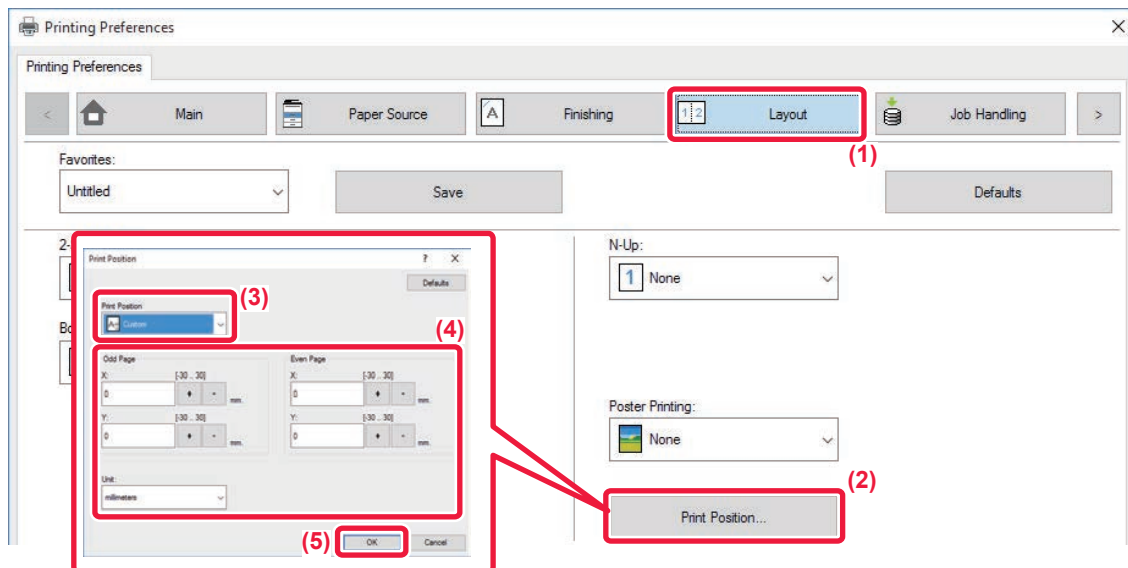 Printing Preferences
Printing Preferences
< Main Paper Source Finishing Layout Job Handling >
(1)
Favorites:
Untitled Save Defaults
2-
Print Position ? X
Defaults
Print Position
(3)
Custom
(4)
Odd Page Even Page
X: [-30 .. 30] X: [-30 .. 30]
0 + - mm. 0 + - mm.
Y: [-30 .. 30] Y: [-30 .. 30]
0 + - mm. 0 + - mm.
Unit:
millimeters
(5) OK Cancel
Bo
N-Up:
1 None
Poster Printing:
None
(2)
Print Position...